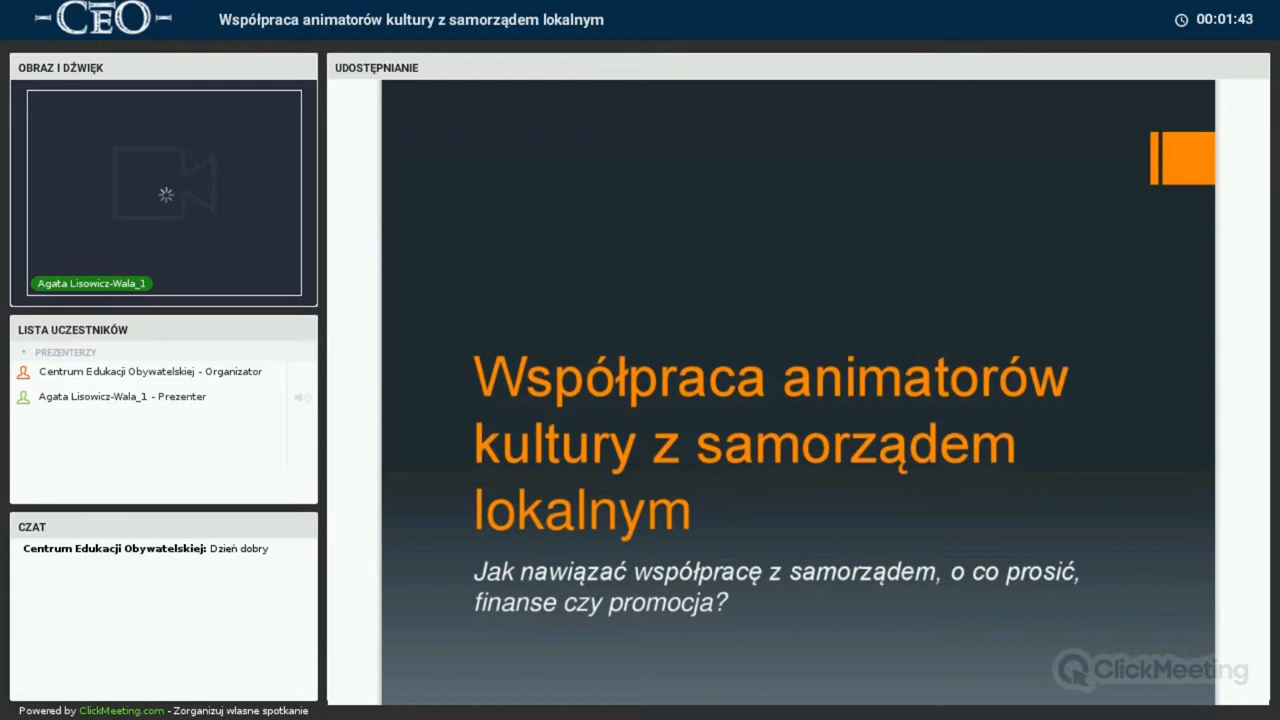 CEO
Współpraca animatorów kultury z samorządem lokalnym
00:01:43
OBRAZ I DŹWIĘK
Agata Lisowicz-Wala_1
LISTA UCZESTNIKÓW
PREZENTERZY
Centrum Edukacji Obywatelskiej - Organizator
Agata Lisowicz-Wala_1 - Prezenter
CZAT
Centrum Edukacji Obywatelskiej: Dzień dobry
Powered by ClickMeeting.com - Zorganizuj własne spotkanie
UDOSTĘPNIANIE
Współpraca animatorów
kultury z samorządem
lokalnym
Jak nawiązać współpracę z samorządem, o co prosić,
finanse czy promocja?
ClickMeeting